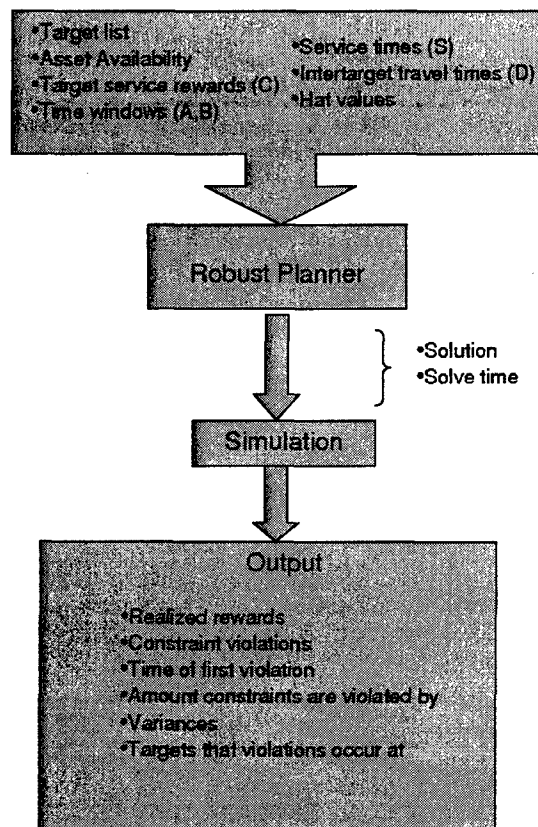 •Target list
•Asset Availability
•Target service rewards (C)
•Time windows (A,B)
•Service times (S)
•Intertarget travel times (D)
•Hat values
Robust Planner
•Solution
•Solve time
Simulation
Output
•Realized rewards
•Constraint violations
•Time of first violation
•Amount constraints are violated by
•Variances
•Targets that violations occur at